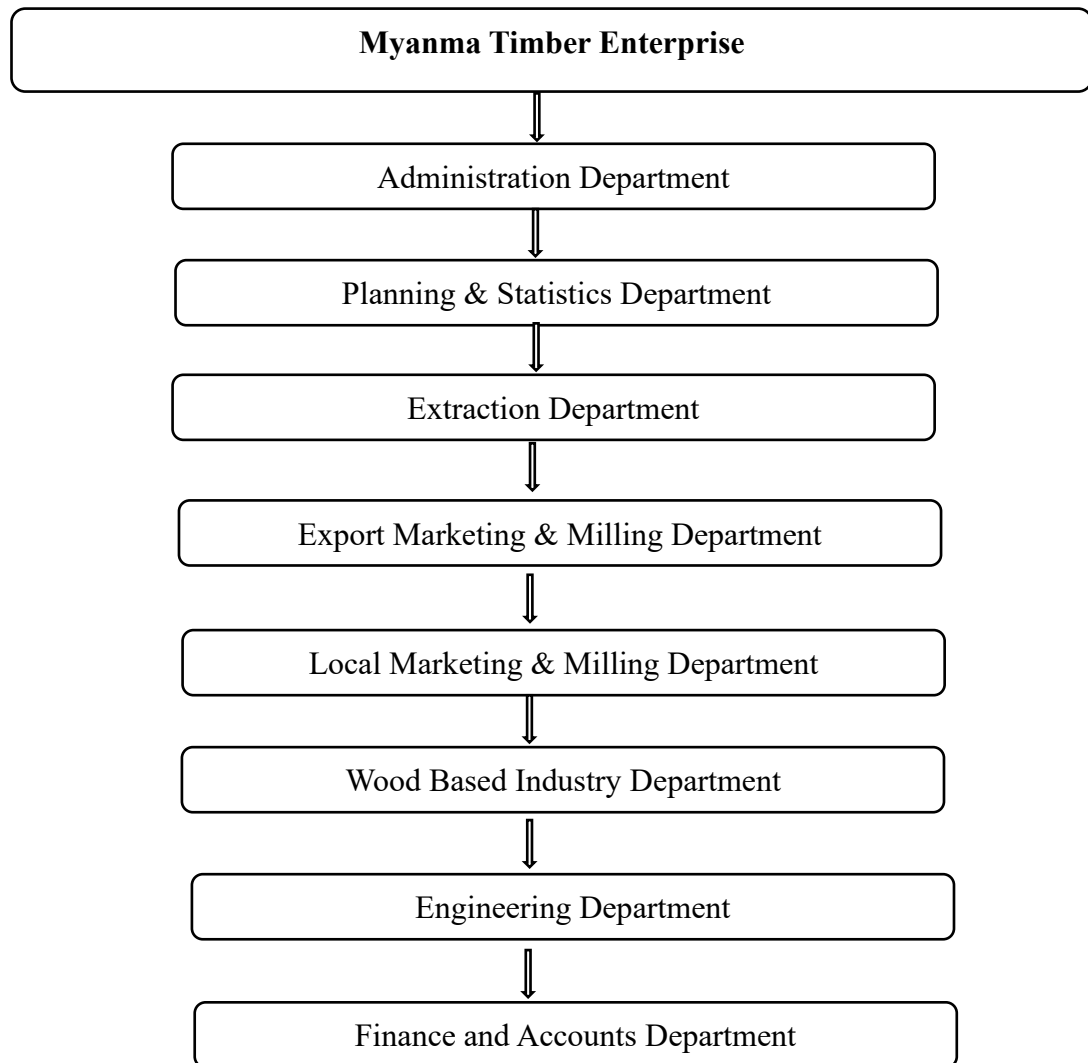 Myanma Timber Enterprise
Administration Department
Planning & Statistics Department
Extraction Department
Export Marketing & Milling Department
Local Marketing & Milling Department
Wood Based Industry Department
Engineering Department
Finance and Accounts Department